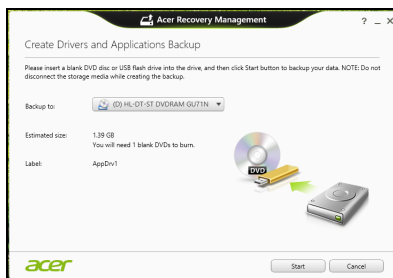 Acer Recovery Management
? _ X
Create Drivers and Applications Backup
Please insert a blank DVD disc or USB flash drive into the drive, and then click Start button to backup your data. NOTE: Do not
disconnect the storage media while creating the backup.
Backup to: (D) HL-DT-ST DVDRAM GU71N
Estimated size: 1.39 GB
You will need 1 blank DVDs to burn.
Label: AppDrv1
DVD
acer
Start Cancel